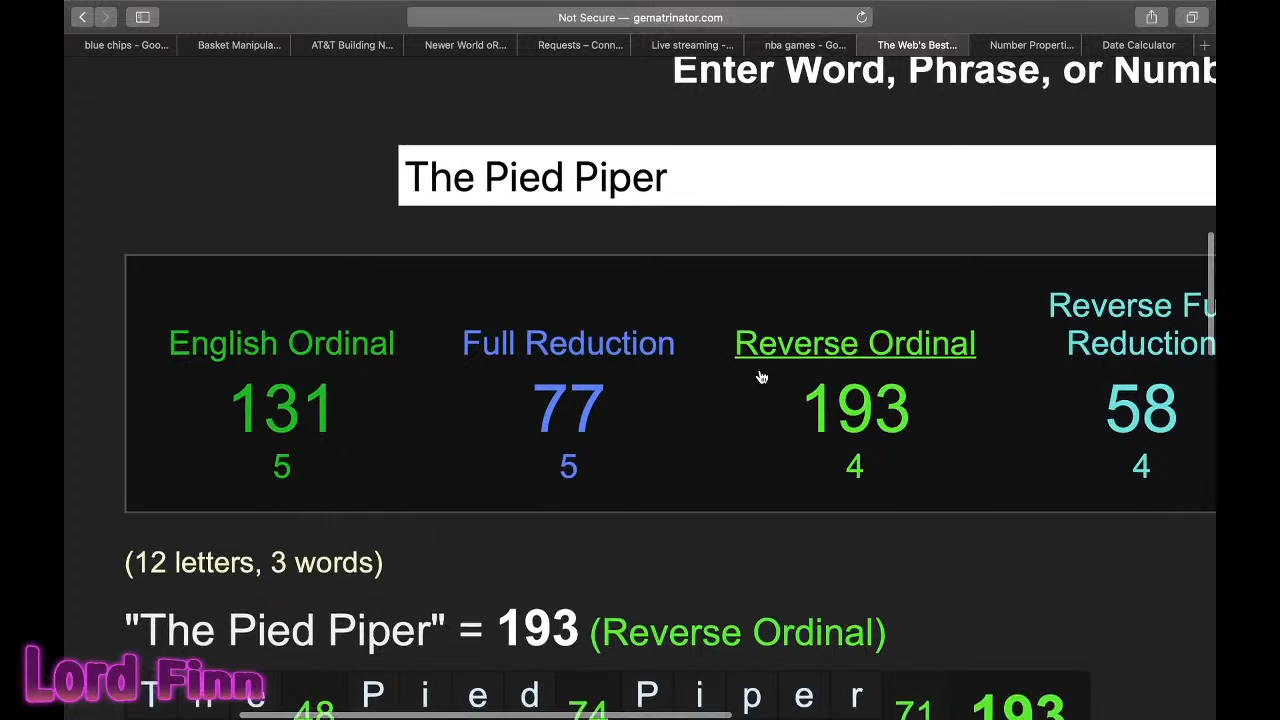 Not Secure — gematrinator.com
blue chips - Goo...
Basket Manipula...
AT&T Building N...
Newer World oR...
Requests – Conn...
Live streaming -...
nba games - Go...
The Web's Best...
Number Properti...
Date Calculator
Enter Word, Phrase, or Numb
The Pied Piper
English Ordinal
131
5
Full Reduction
77
5
Reverse Ordinal
193
4
Reverse Fu
Reduction
58
4
(12 letters, 3 words)
"The Pied Piper" = 193 (Reverse Ordinal)
T h e 48 P i e d 74 P i p e r 71 193
Lord Finn